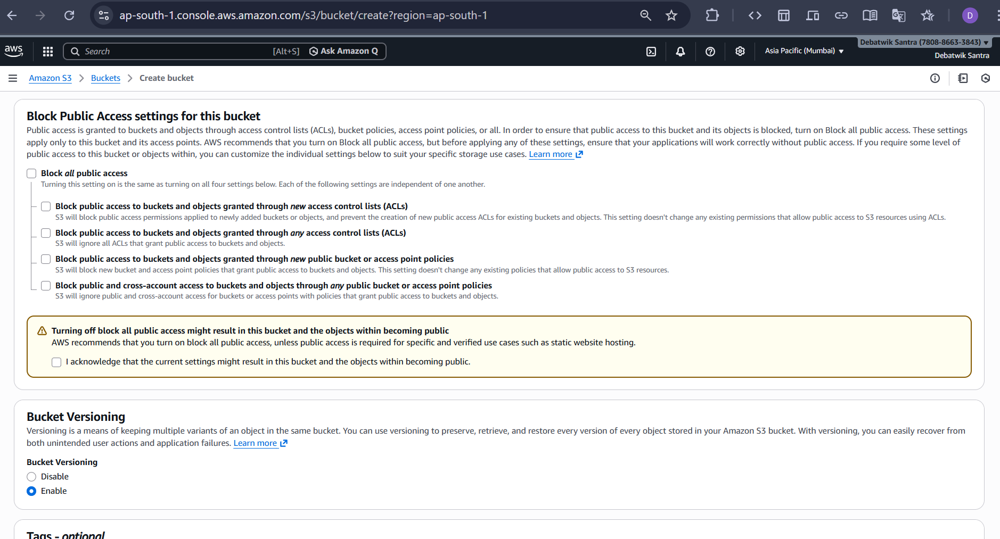 ap-south-1.console.aws.amazon.com/s3/bucket/create?region=ap-south-1
D
aws
Search
[Alt+S]
Ask Amazon Q
Asia Pacific (Mumbai)
Debatwik Santra (7808-8663-3843)
Debatwik Santra
Amazon S3
Buckets
Create bucket
Block Public Access settings for this bucket
Public access is granted to buckets and objects through access control lists (ACLs), bucket policies, access point policies, or all. In order to ensure that public access to this bucket and its objects is blocked, turn on Block all public access. These settings
apply only to this bucket and its access points. AWS recommends that you turn on Block all public access, but before applying any of these settings, ensure that your applications will work correctly without public access. If you require some level of
public access to this bucket or objects within, you can customize the individual settings below to suit your specific storage use cases. Learn more
Block all public access
Turning this setting on is the same as turning on all four settings below. Each of the following settings are independent of one another.
Block public access to buckets and objects granted through new access control lists (ACLs)
S3 will block public access permissions applied to newly added buckets or objects, and prevent the creation of new public access ACLs for existing buckets and objects. This setting doesn't change any existing permissions that allow public access to S3 resources using ACLs.
Block public access to buckets and objects granted through any access control lists (ACLs)
S3 will ignore all ACLs that grant public access to buckets and objects.
Block public access to buckets and objects granted through new public bucket or access point policies
S3 will block new bucket and access point policies that grant public access to buckets and objects. This setting doesn't change any existing policies that allow public access to S3 resources.
Block public and cross-account access to buckets and objects through any public bucket or access point policies
S3 will ignore public and cross-account access for buckets or access points with policies that grant public access to buckets and objects.
Turning off block all public access might result in this bucket and the objects within becoming public
AWS recommends that you turn on block all public access, unless public access is required for specific and verified use cases such as static website hosting.
I acknowledge that the current settings might result in this bucket and the objects within becoming public.
Bucket Versioning
Versioning is a means of keeping multiple variants of an object in the same bucket. You can use versioning to preserve, retrieve, and restore every version of every object stored in your Amazon S3 bucket. With versioning, you can easily recover from
both unintended user actions and application failures. Learn more
Bucket Versioning
Disable
Enable
Tags - optional